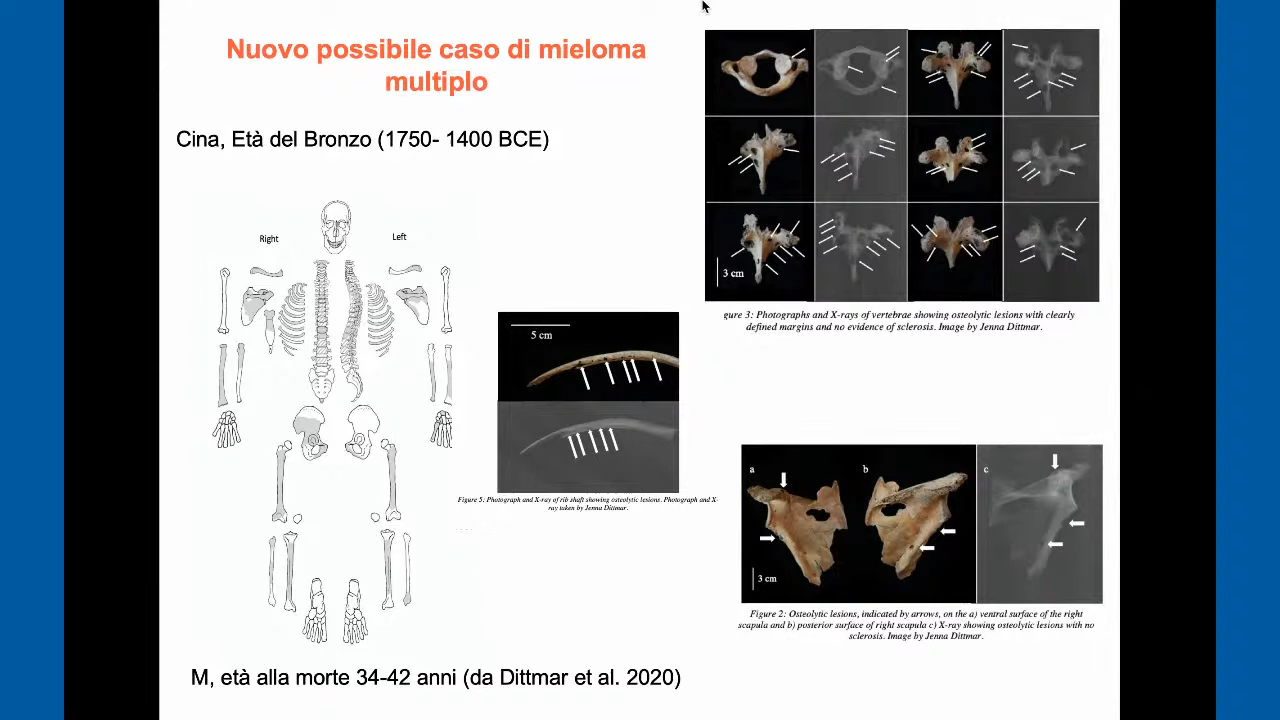 Nuovo possibile caso di mieloma
multiplo
Cina, Età del Bronzo (1750- 1400 BCE)
Right
Left
3 cm
gure 3: Photographs and X-rays of vertebrae showing osteolytic lesions with clearly
defined margins and no evidence of sclerosis. Image by Jenna Dittmar.
5 cm
Figure 5: Photograph and X-ray of rib shaft showing osteolytic lesions. Photograph and X-
ray taken by Jenna Dittmar.
a
b
c
3 cm
Figure 2: Osteolytic lesions, indicated by arrows, on the a) ventral surface of the right
scapula and b) posterior surface of right scapula c) X-ray showing osteolytic lesions with no
sclerosis. Image by Jenna Dittmar.
M, età alla morte 34-42 anni (da Dittmar et al. 2020)